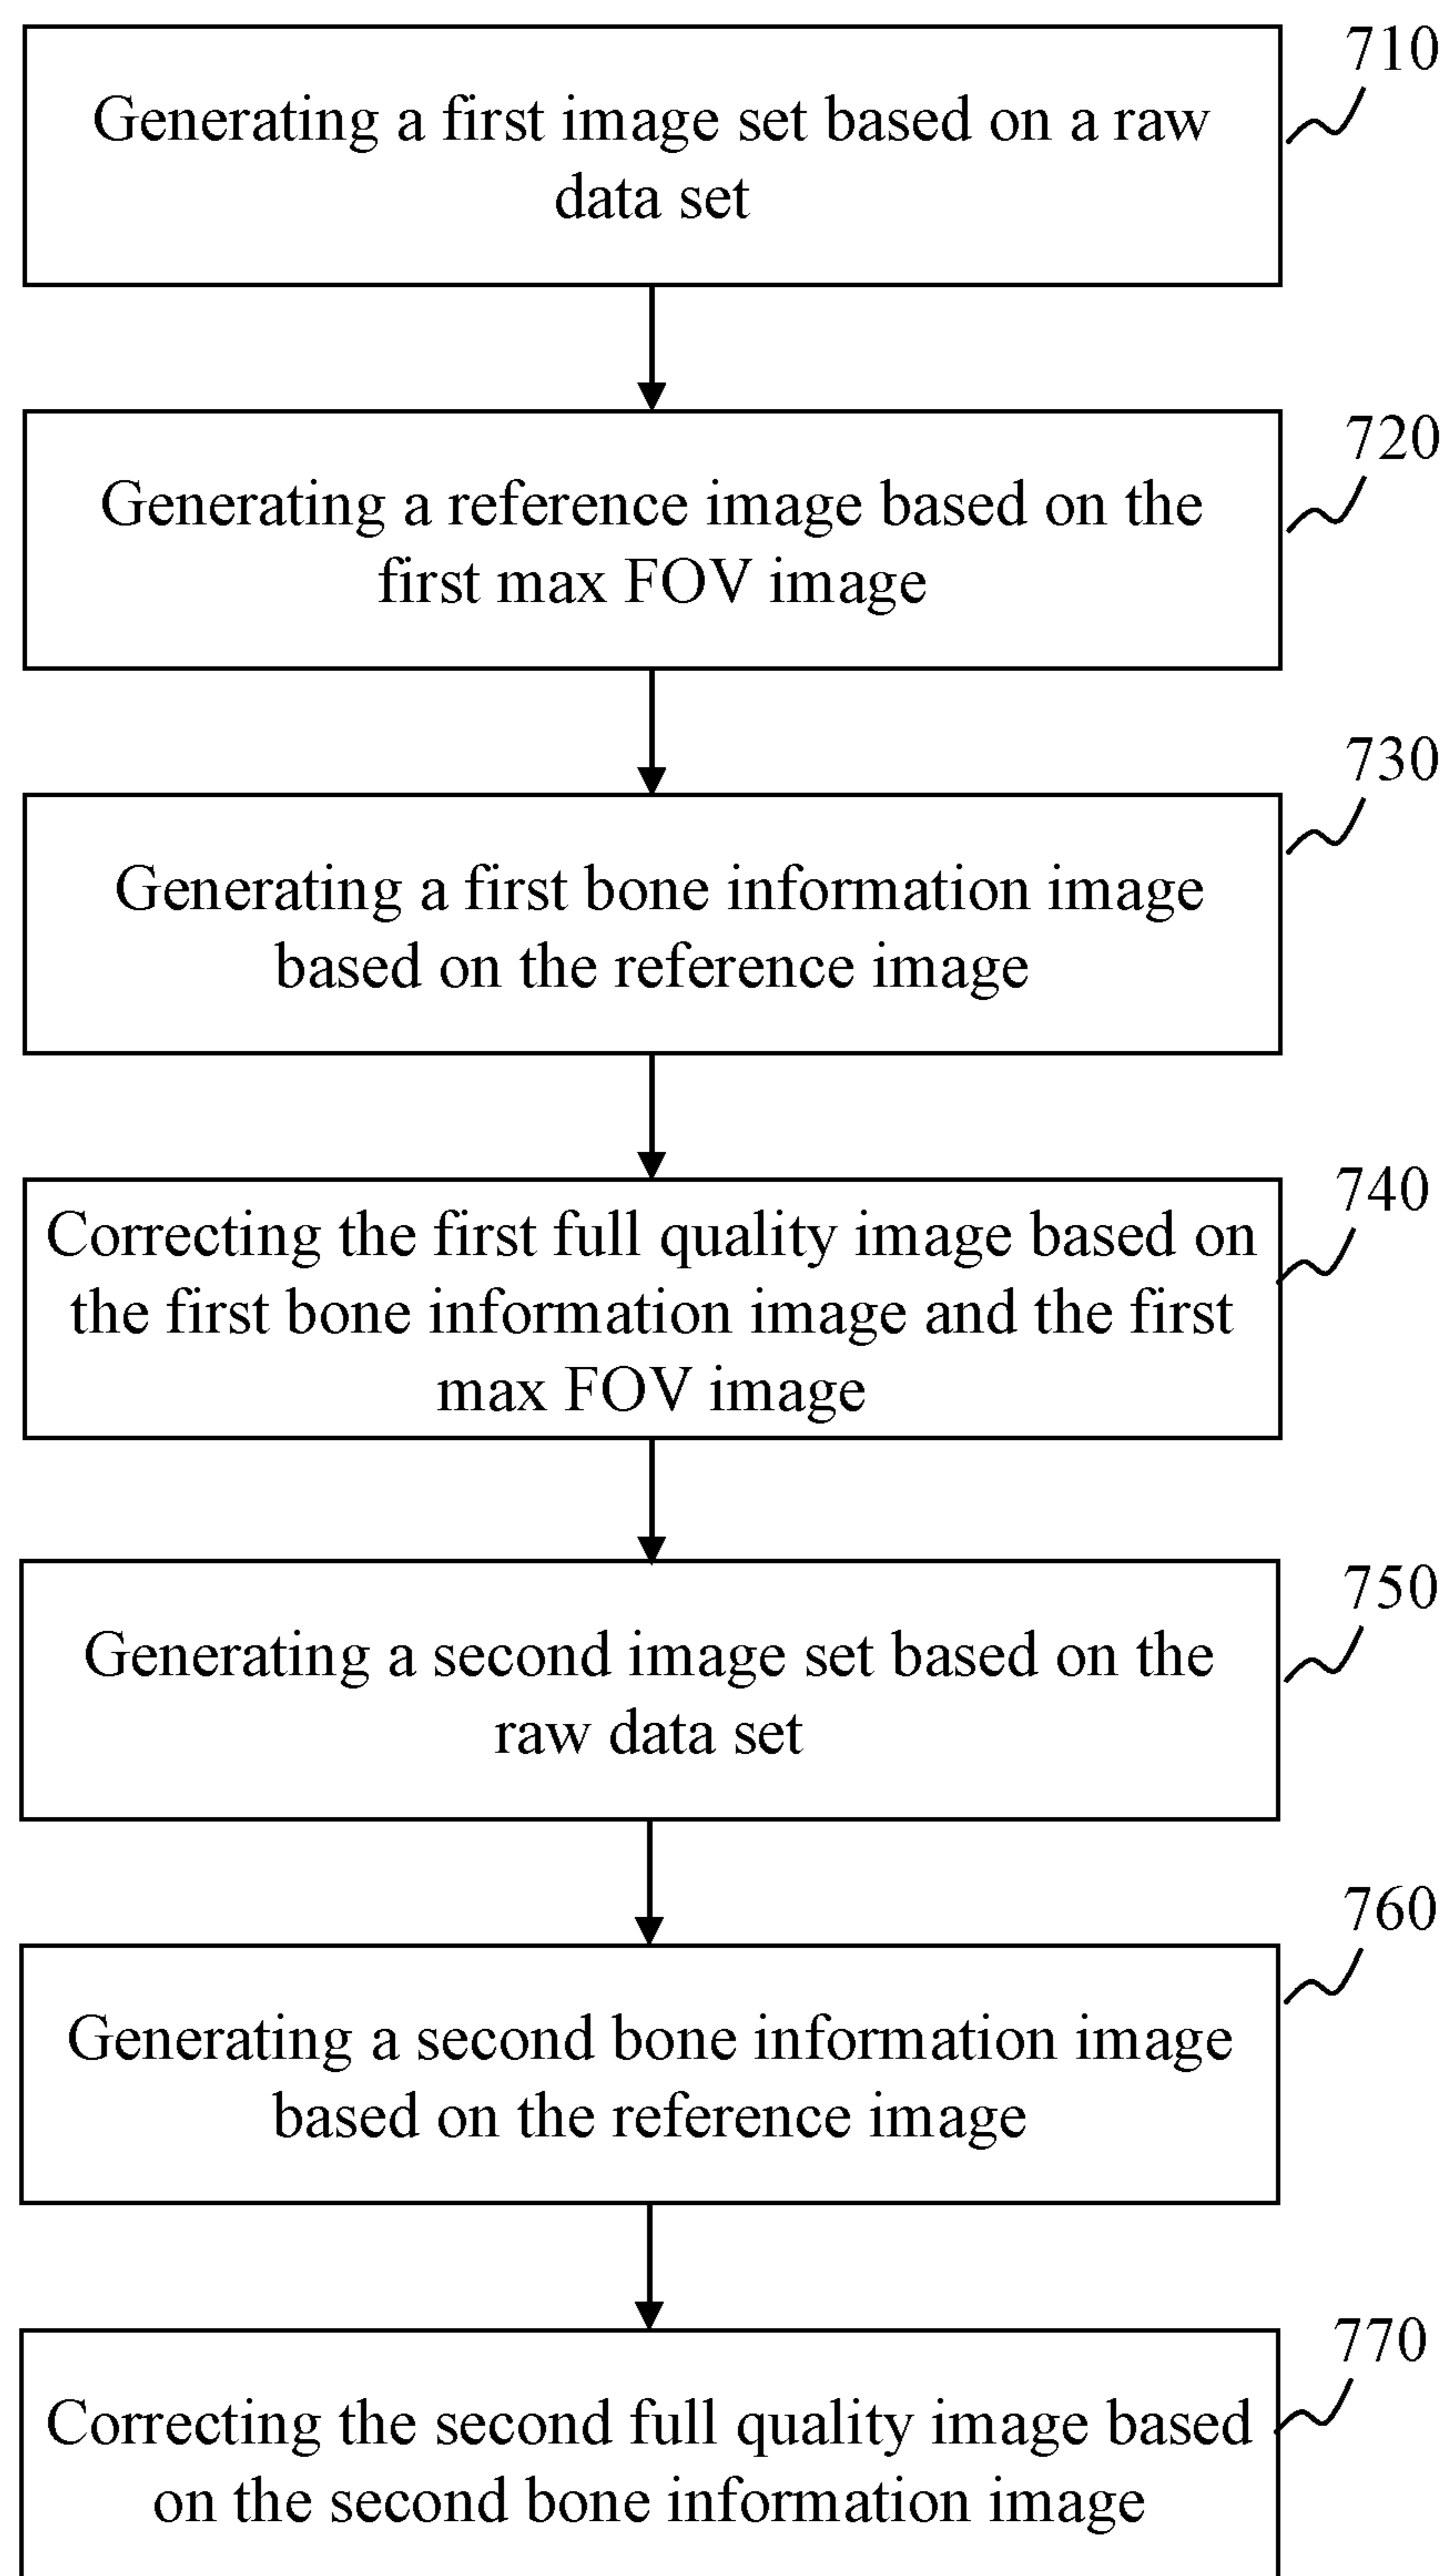 710
Generating a first image set based on a raw
data set
720
Generating a reference image based on the
first max FOV image
730
Generating a first bone information image
based on the reference image
740
Correcting the first full quality image based on
the first bone information image and the first
max FOV image
750
Generating a second image set based on the
raw data set
760
Generating a second bone information image
based on the reference image
770
Correcting the second full quality image based
on the second bone information image